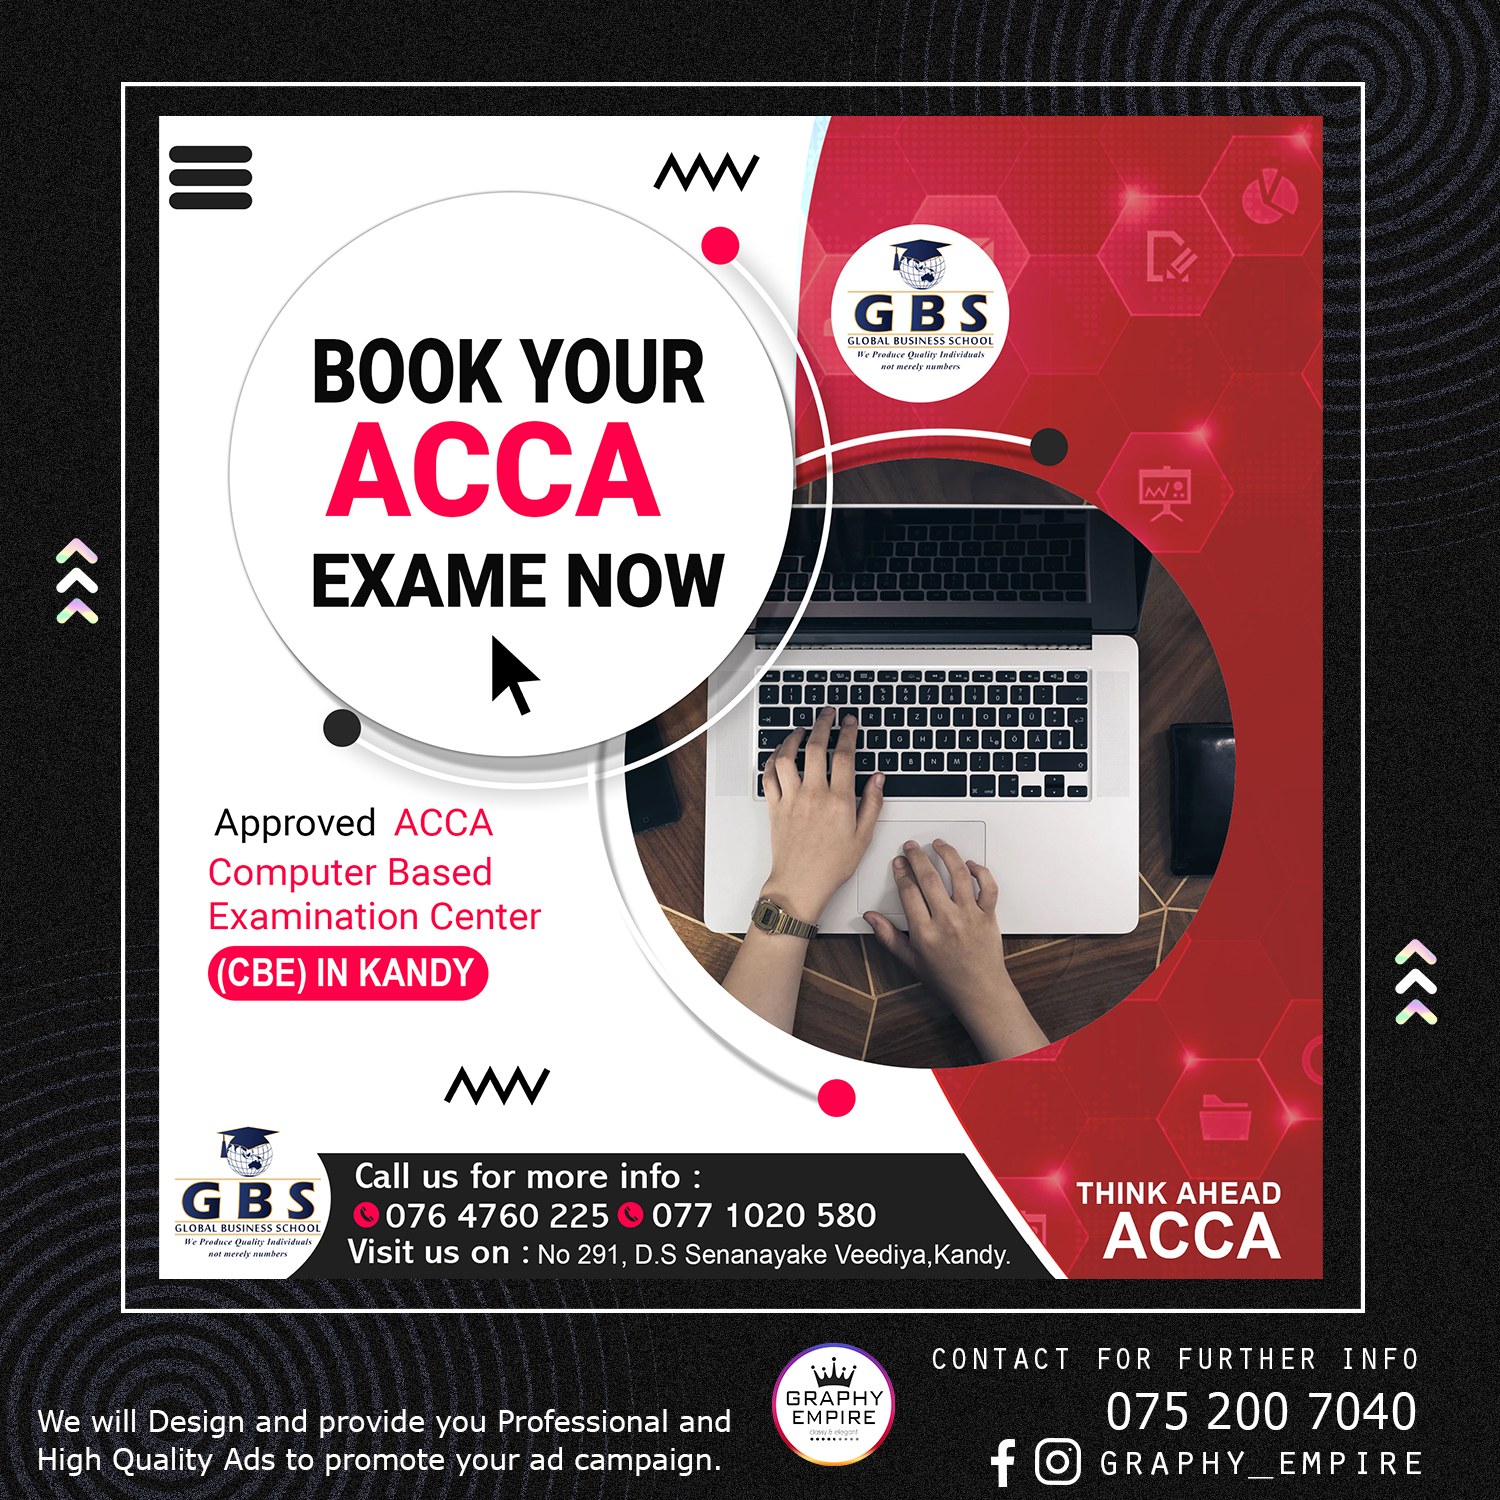 BOOK YOUR
ACCA
EXAME NOW
GBS
GLOBAL BUSINESS SCHOOL
We Produce Quality Individuals
not merely numbers
Approved ACCA
Computer Based
Examination Center
(CBE) IN KANDY
GBS
GLOBAL BUSINESS SCHOOL
We Produce Quality Individuals
not merely numbers
Call us for more info :
076 4760 225 077 1020 580
Visit us on : No 291, D.S Senanayake Veediya,Kandy.
THINK AHEAD
ACCA
We will Design and provide you Professional and
High Quality Ads to promote your ad campaign.
GRAPHY
EMPIRE
classy & elegant
CONTACT FOR FURTHER INFO
075 200 7040
GRAPHY_EMPIRE